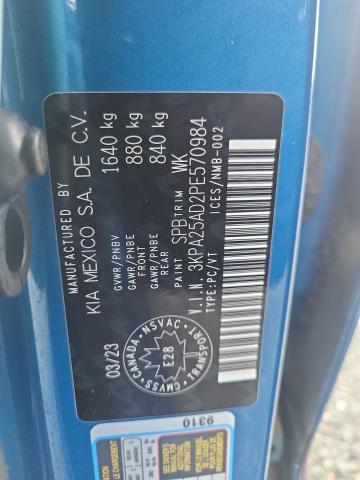 MANUFACTURED BY
KIA MEXICO S.A. DE C.V.
GVWR/PNBV 1640 kg
GAWR/PNBE FRONT 880 kg
GAWR/PNBE REAR 840 kg
PAINT SPB TRIM WK
V.I.N. 3KPA25AD2PE570984
TYPE:PC/VT ICES/NMB-002
03/23
CANADA NSVAC TRANSPORT CMVSS
E28
9310